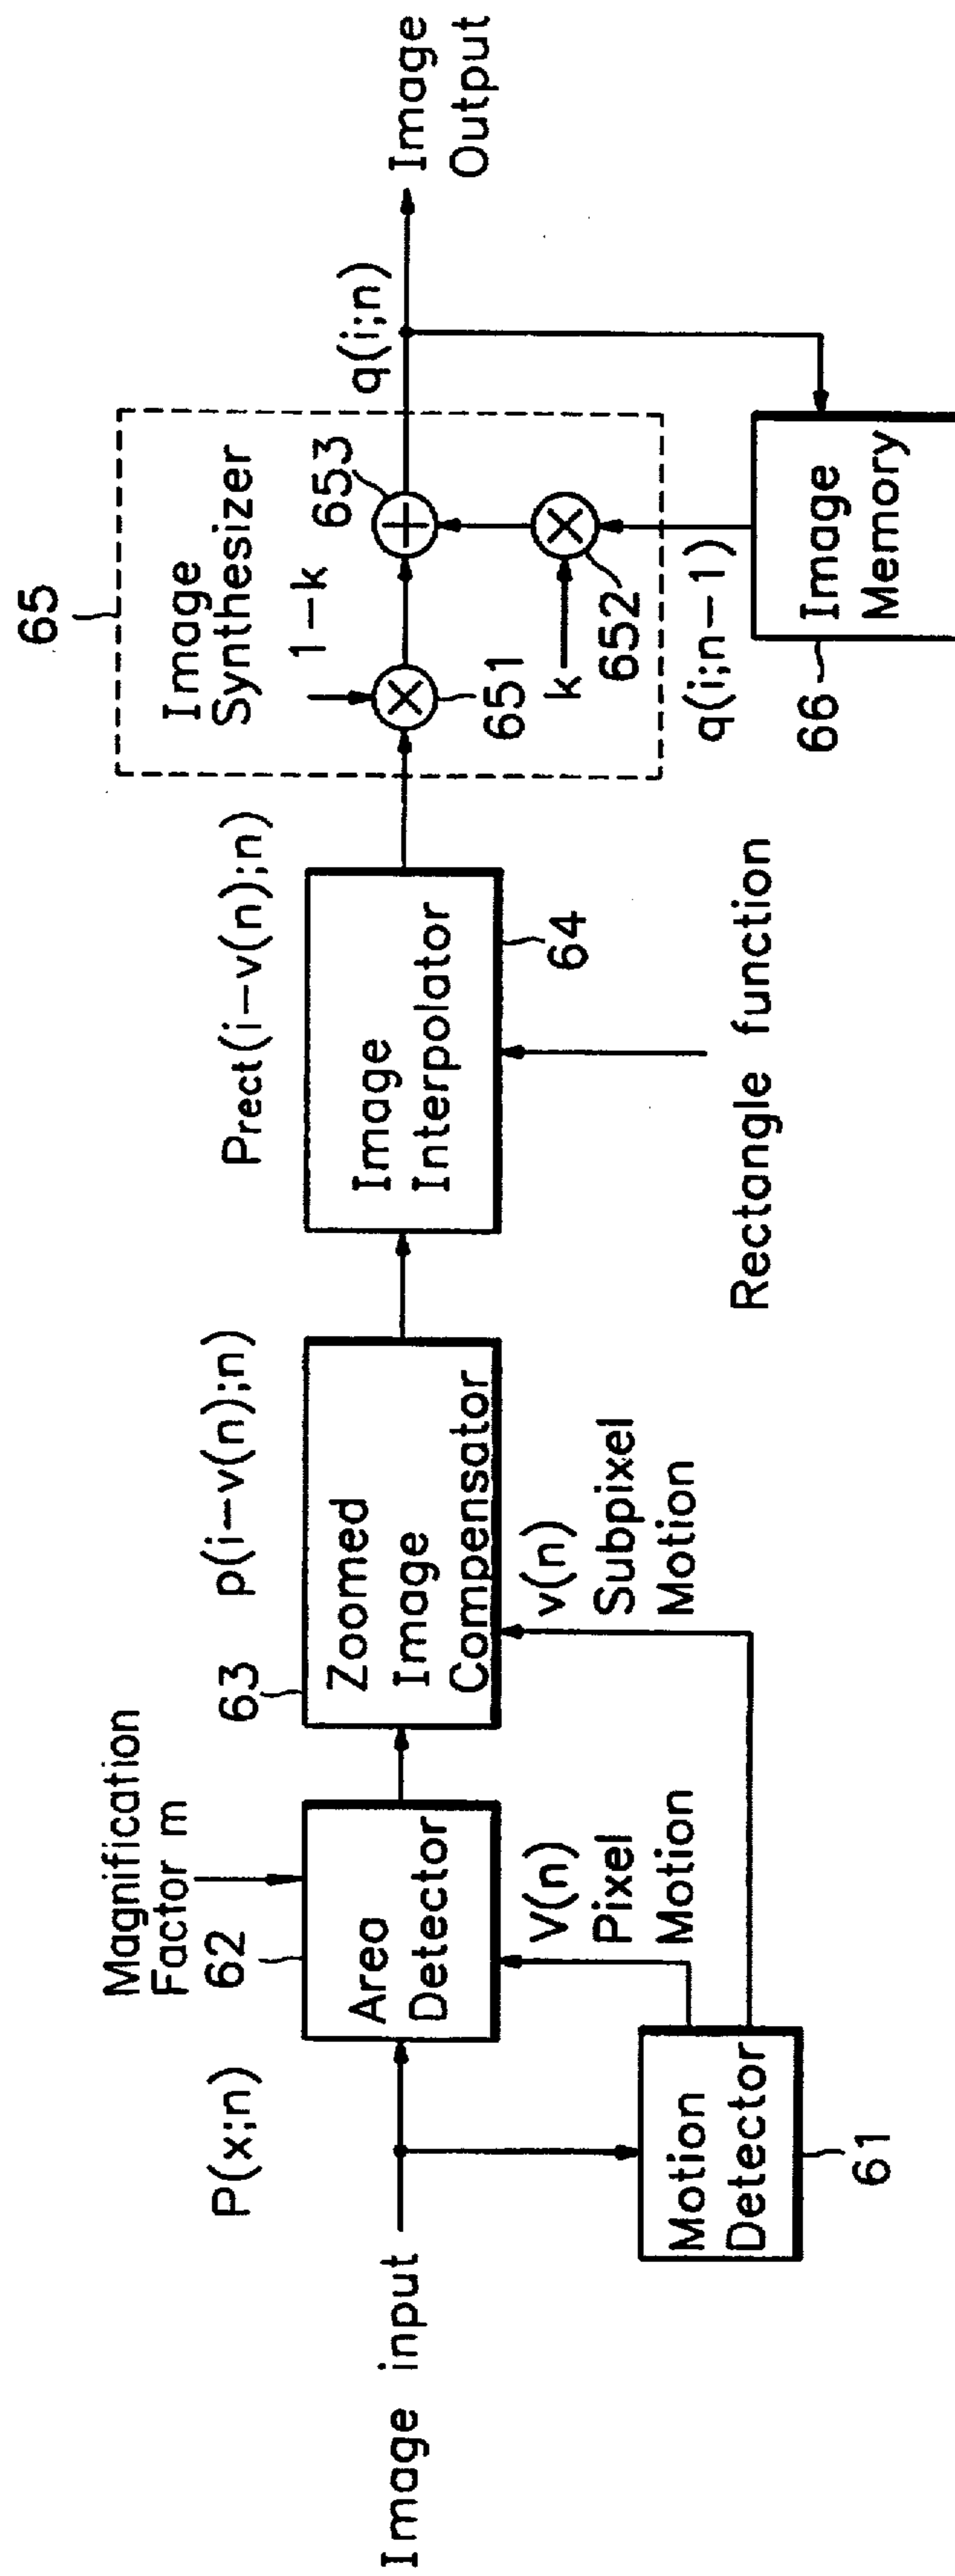 Image input
P(x;n)
Magnification
Factor m
62
Area
Detector
V(n)
Pixel
Motion
Motion
Detector
61
63
p(i−v(n);n)
Zoomed
Image
Compensator
v(n)
Subpixel
Motion
Prect(i−v(n);n)
Image
Interpolator
64
Rectangle function
65
Image
Synthesizer
1−k
651
653
k
652
q(i;n−1)
66
Image
Memory
q(i;n)
Image
Output